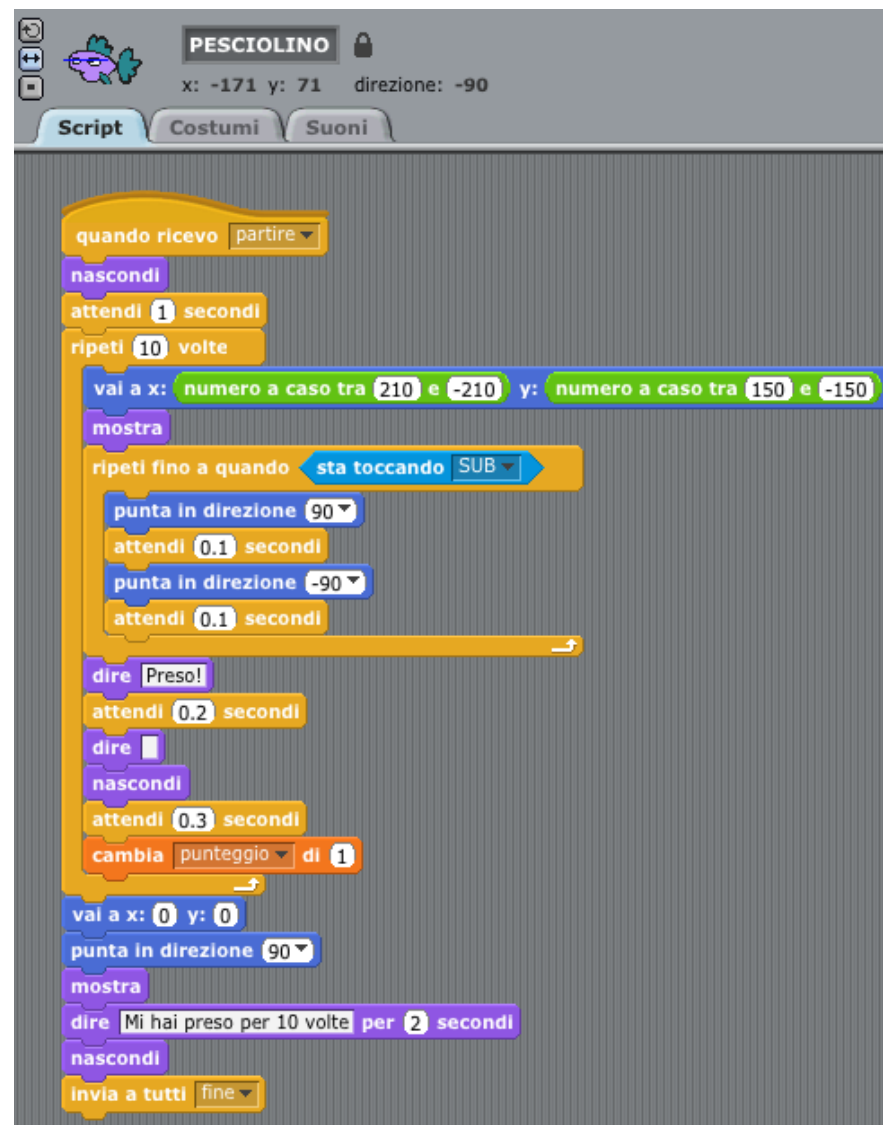 PESCIOLINO
x: -171 y: 71 direzione: -90
Script Costumi Suoni
quando ricevo partire
nascondi
attendi 1 secondi
ripeti 10 volte
vai a x: numero a caso tra 210 e -210 y: numero a caso tra 150 e -150
mostra
ripeti fino a quando sta toccando SUB
punta in direzione 90
attendi 0.1 secondi
punta in direzione -90
attendi 0.1 secondi
dire Preso!
attendi 0.2 secondi
dire
nascondi
attendi 0.3 secondi
cambia punteggio di 1
vai a x: 0 y: 0
punta in direzione 90
mostra
dire Mi hai preso per 10 volte per 2 secondi
nascondi
invia a tutti fine